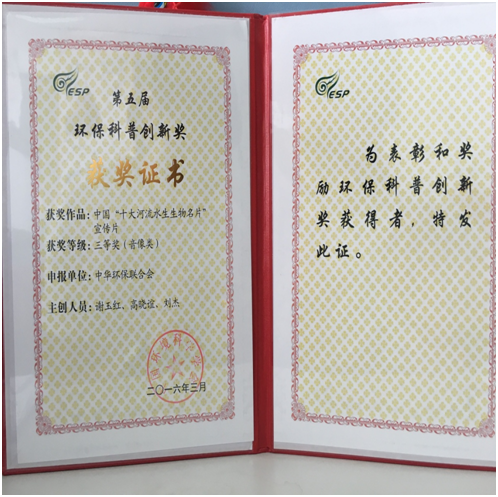 YESP
第五届
环保科普创新奖
获奖证书
获奖作品：中国“十大河流水生生物名片”
宣传片
获奖等级：三等奖（音像类）
申报单位：中华环保联合会
主创人员：谢玉红、高晓谊、刘杰
二〇一六年三月
YESP
为表彰和奖
励环保科普创新
奖获得者，特发
此证。